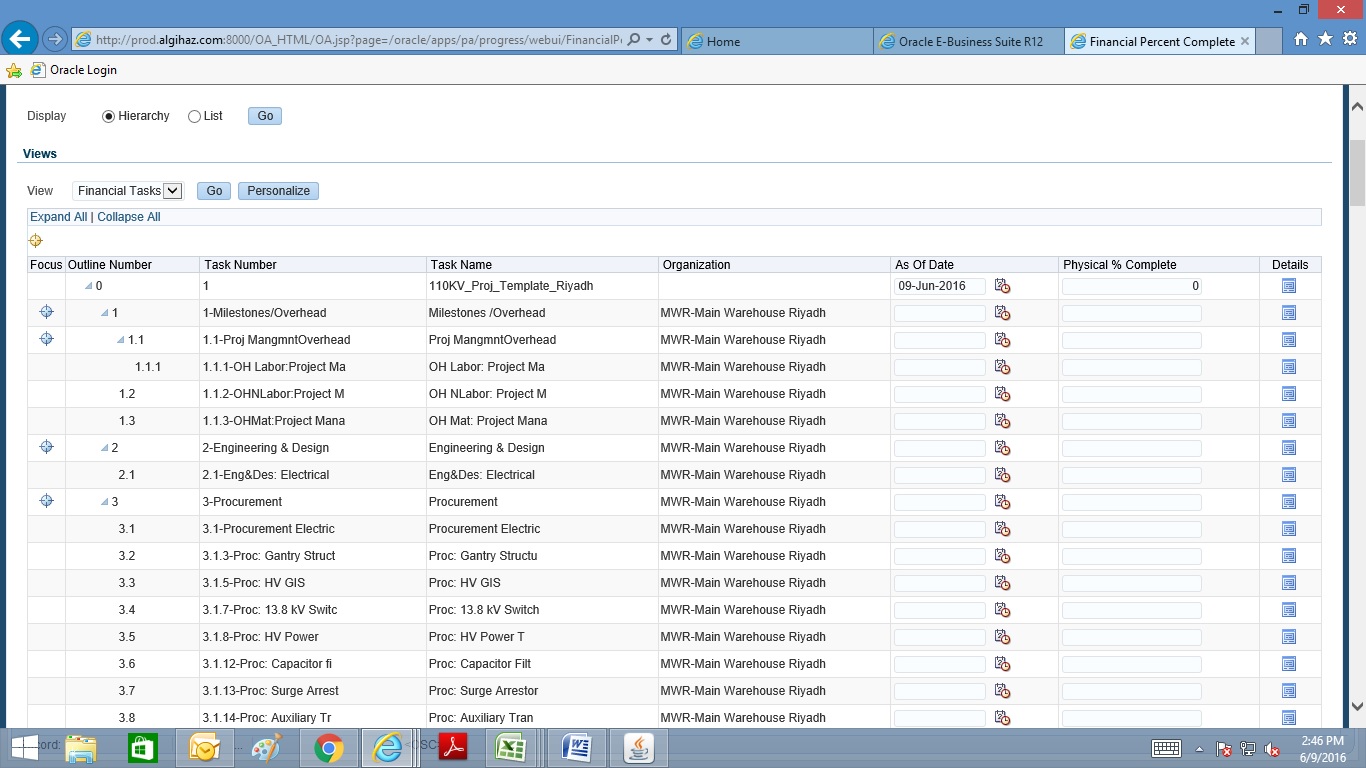 http://prod.algihaz.com:8000/OA_HTML/OA.jsp?page=/oracle/apps/pa/progress/webui/FinancialP
Home
Oracle E-Business Suite R12
Financial Percent Complete
Oracle Login
Display Hierarchy List Go
Views
View Financial Tasks Go Personalize
Expand All | Collapse All
Focus Outline Number Task Number Task Name Organization As Of Date Physical % Complete Details
0 1 110KV_Proj_Template_Riyadh 09-Jun-2016 0
1 1-Milestones/Overhead Milestones /Overhead MWR-Main Warehouse Riyadh
1.1 1.1-Proj MangmntOverhead Proj MangmntOverhead MWR-Main Warehouse Riyadh
1.1.1 1.1.1-OH Labor:Project Ma OH Labor: Project Ma MWR-Main Warehouse Riyadh
1.2 1.1.2-OHNLabor:Project M OH NLabor: Project M MWR-Main Warehouse Riyadh
1.3 1.1.3-OHMat:Project Mana OH Mat: Project Mana MWR-Main Warehouse Riyadh
2 2-Engineering & Design Engineering & Design MWR-Main Warehouse Riyadh
2.1 2.1-Eng&Des: Electrical Eng&Des: Electrical MWR-Main Warehouse Riyadh
3 3-Procurement Procurement MWR-Main Warehouse Riyadh
3.1 3.1-Procurement Electric Procurement Electric MWR-Main Warehouse Riyadh
3.2 3.1.3-Proc: Gantry Struct Proc: Gantry Structu MWR-Main Warehouse Riyadh
3.3 3.1.5-Proc: HV GIS Proc: HV GIS MWR-Main Warehouse Riyadh
3.4 3.1.7-Proc: 13.8 kV Switc Proc: 13.8 kV Switch MWR-Main Warehouse Riyadh
3.5 3.1.8-Proc: HV Power Proc: HV Power T MWR-Main Warehouse Riyadh
3.6 3.1.12-Proc: Capacitor fi Proc: Capacitor Filt MWR-Main Warehouse Riyadh
3.7 3.1.13-Proc: Surge Arrest Proc: Surge Arrestor MWR-Main Warehouse Riyadh
3.8 3.1.14-Proc: Auxiliary Tr Proc: Auxiliary Tran MWR-Main Warehouse Riyadh
2:46 PM
6/9/2016